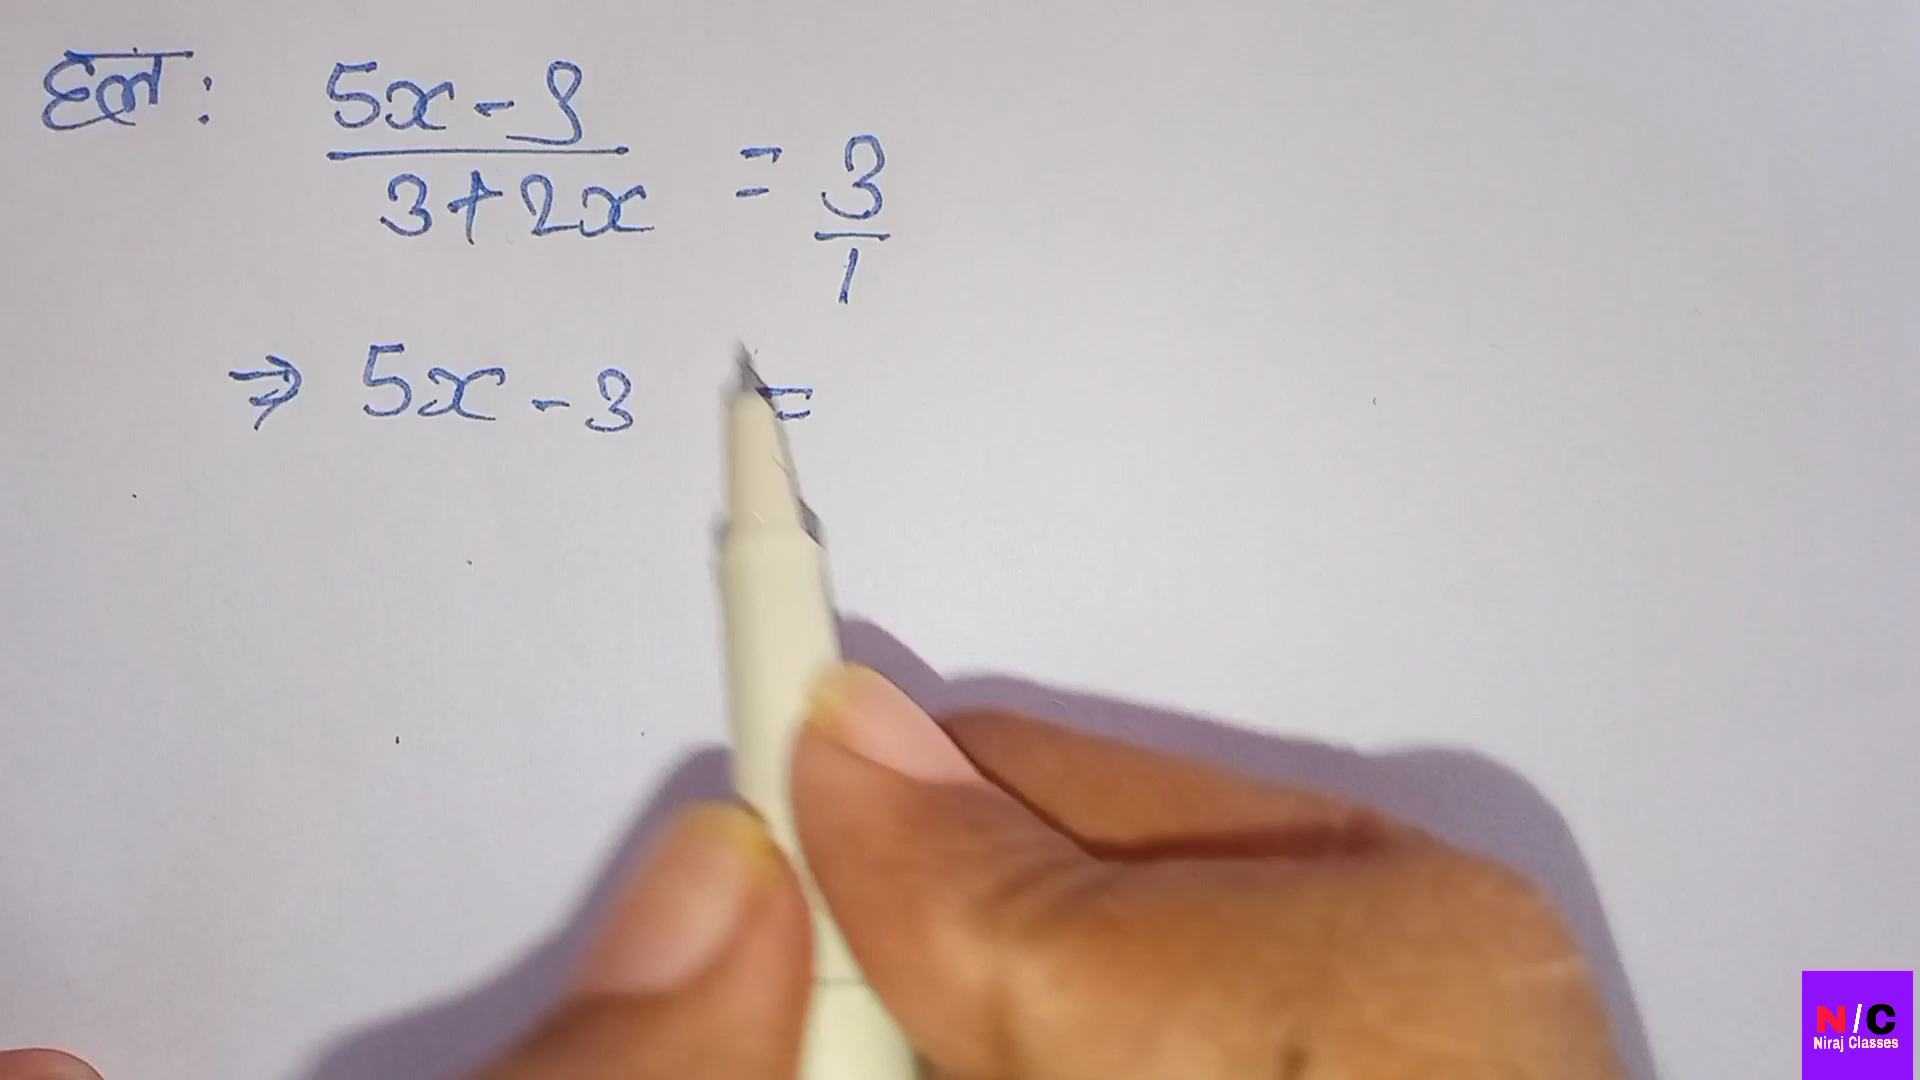 हल: 5x - 9 / 3 + 2x = 3 / 1
⇒ 5x - 3 =
N/C
Niraj Classes